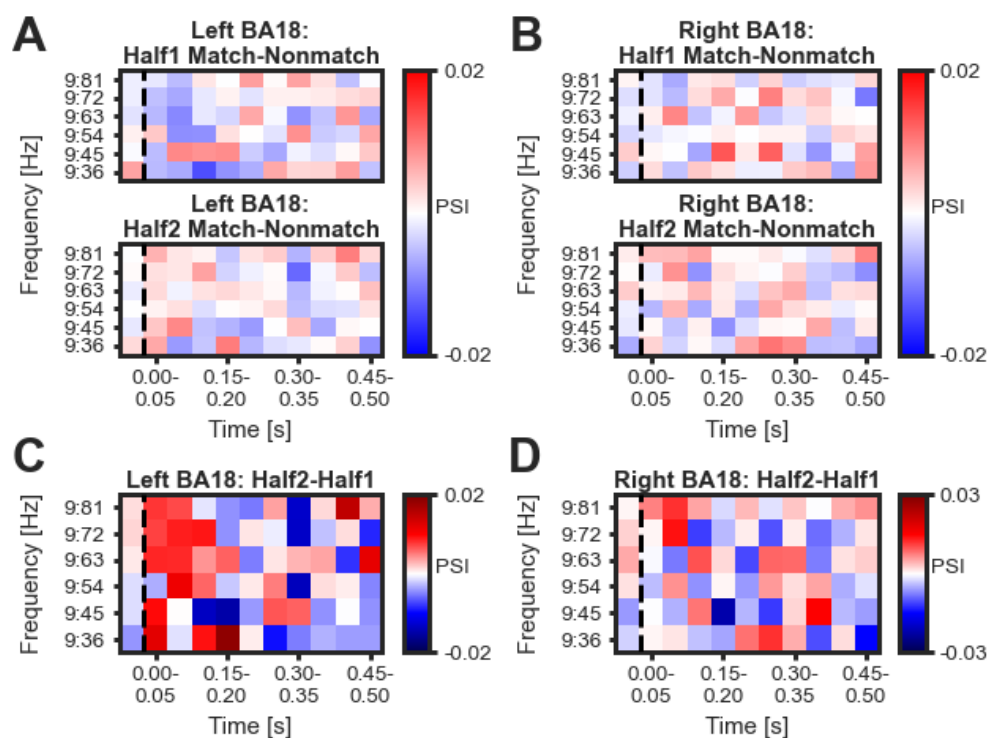 A
Left BA18:
Half1 Match-Nonmatch
Frequency [Hz]
9:81
9:72
9:63
9:54
9:45
9:36
Left BA18:
Half2 Match-Nonmatch
9:81
9:72
9:63
9:54
9:45
9:36
0.00-
0.05
0.15-
0.20
0.30-
0.35
0.45-
0.50
Time [s]
0.02
PSI
-0.02
B
Right BA18:
Half1 Match-Nonmatch
Frequency [Hz]
9:81
9:72
9:63
9:54
9:45
9:36
Right BA18:
Half2 Match-Nonmatch
9:81
9:72
9:63
9:54
9:45
9:36
0.00-
0.05
0.15-
0.20
0.30-
0.35
0.45-
0.50
Time [s]
0.02
PSI
-0.02
C
Left BA18: Half2-Half1
Frequency [Hz]
9:81
9:72
9:63
9:54
9:45
9:36
0.00-
0.05
0.15-
0.20
0.30-
0.35
0.45-
0.50
Time [s]
0.02
PSI
-0.02
D
Right BA18: Half2-Half1
Frequency [Hz]
9:81
9:72
9:63
9:54
9:45
9:36
0.00-
0.05
0.15-
0.20
0.30-
0.35
0.45-
0.50
Time [s]
0.03
PSI
-0.03